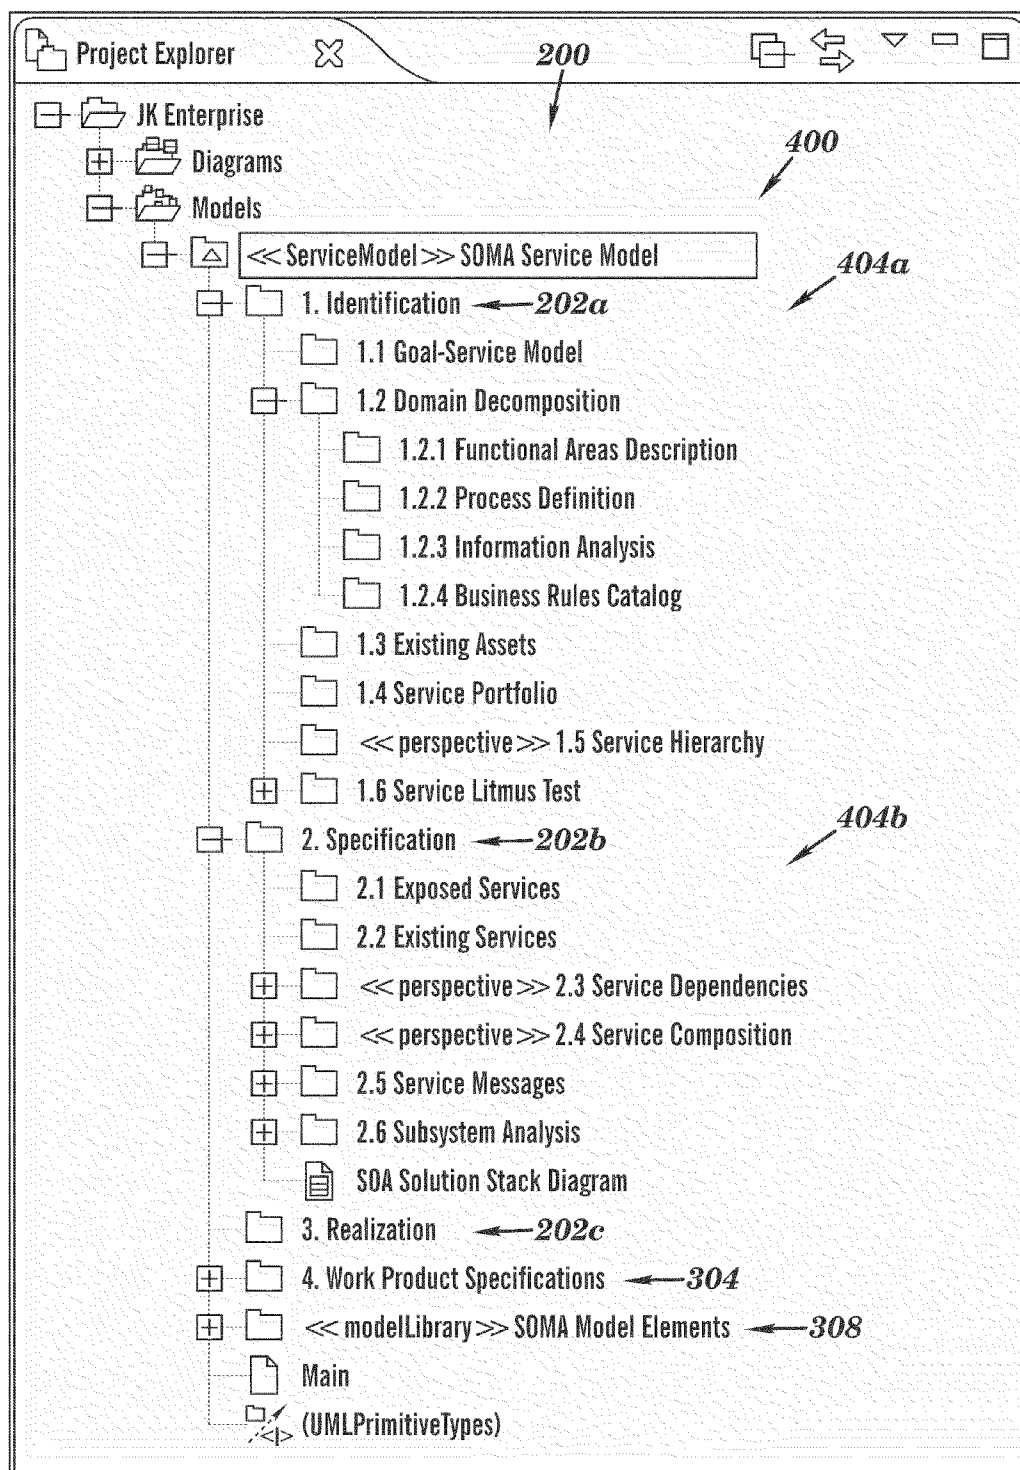 Project Explorer
200
JK Enterprise
400
Diagrams
Models
<< ServiceModel >> SOMA Service Model
404a
1. Identification 202a
1.1 Goal-Service Model
1.2 Domain Decomposition
1.2.1 Functional Areas Description
1.2.2 Process Definition
1.2.3 Information Analysis
1.2.4 Business Rules Catalog
1.3 Existing Assets
1.4 Service Portfolio
<< perspective >> 1.5 Service Hierarchy
1.6 Service Litmus Test
404b
2. Specification 202b
2.1 Exposed Services
2.2 Existing Services
<< perspective >> 2.3 Service Dependencies
<< perspective >> 2.4 Service Composition
2.5 Service Messages
2.6 Subsystem Analysis
SOA Solution Stack Diagram
3. Realization 202c
4. Work Product Specifications 304
<< modelLibrary >> SOMA Model Elements 308
Main
(UMLPrimitiveTypes)